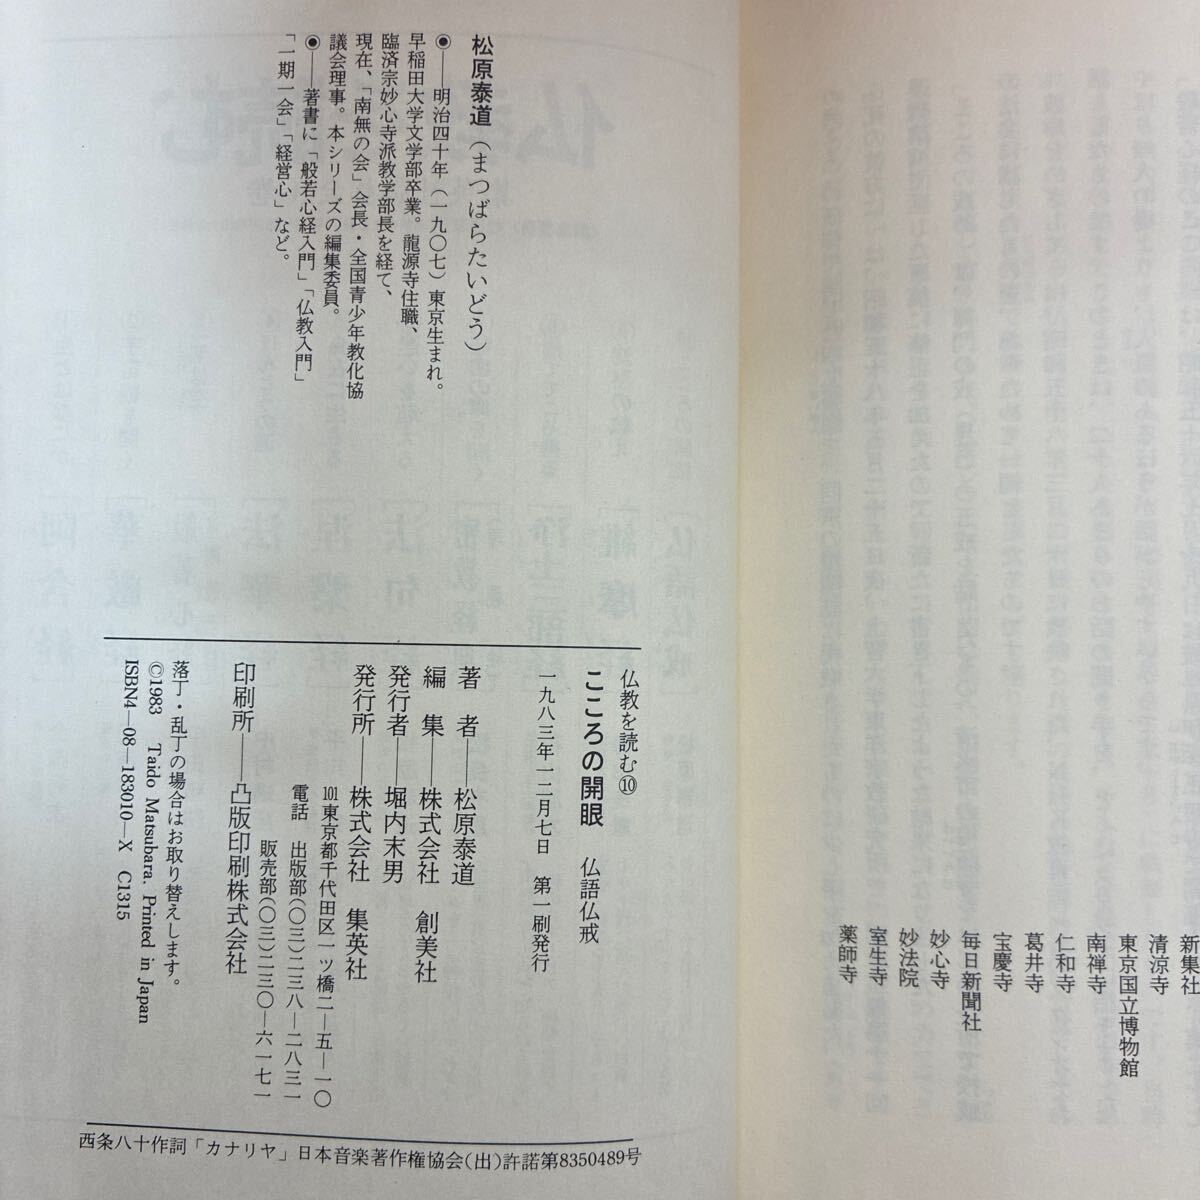 新集社
清涼寺
東京国立博物館
南禅寺
仁和寺
葛井寺
宝慶寺
毎日新聞社
妙心寺
妙法院
室生寺
薬師寺
松原泰道（まつばらたいどう）
◉――明治四十年（一九〇七）東京生まれ。
早稲田大学文学部卒業。龍源寺住職、
臨済宗妙心寺派教学部長を経て、
現在、「南無の会」会長・全国青少年教化協
議会理事。本シリーズの編集委員。
◉――著書に「般若心経入門」「仏教入門」
「一期一会」「経営心」など。
仏教を読む⑩
こころの開眼　仏語仏戒
一九八三年一二月七日　第一刷発行
著　者――松原泰道
編　集――株式会社　創美社
発行者――堀内末男
発行所――株式会社　集英社
101東京都千代田区一ツ橋二―五―一〇
電話　出版部(〇三)二三八―二八三一
販売部(〇三)二三〇―六一七一
印刷所――凸版印刷株式会社
落丁・乱丁の場合はお取り替えします。
©1983　Taido Matsubara. Printed in Japan
ISBN4―08―183010―X　C1315
西条八十作詞「カナリヤ」日本音楽著作権協会(出)許諾第8350489号